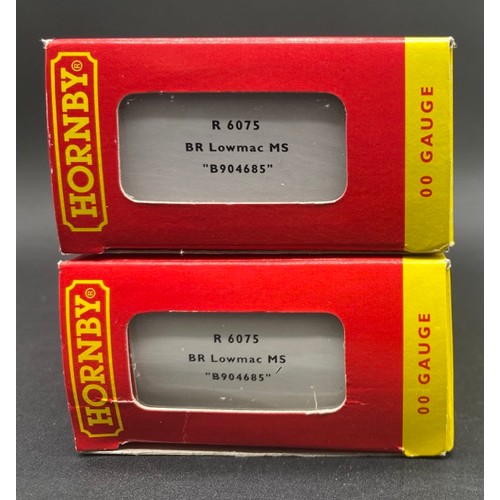 HORNBY®
R 6075
BR Lowmac MS
"B904685"
00 GAUGE
HORNBY®
R 6075
BR Lowmac MS
"B904685"
00 GAUGE